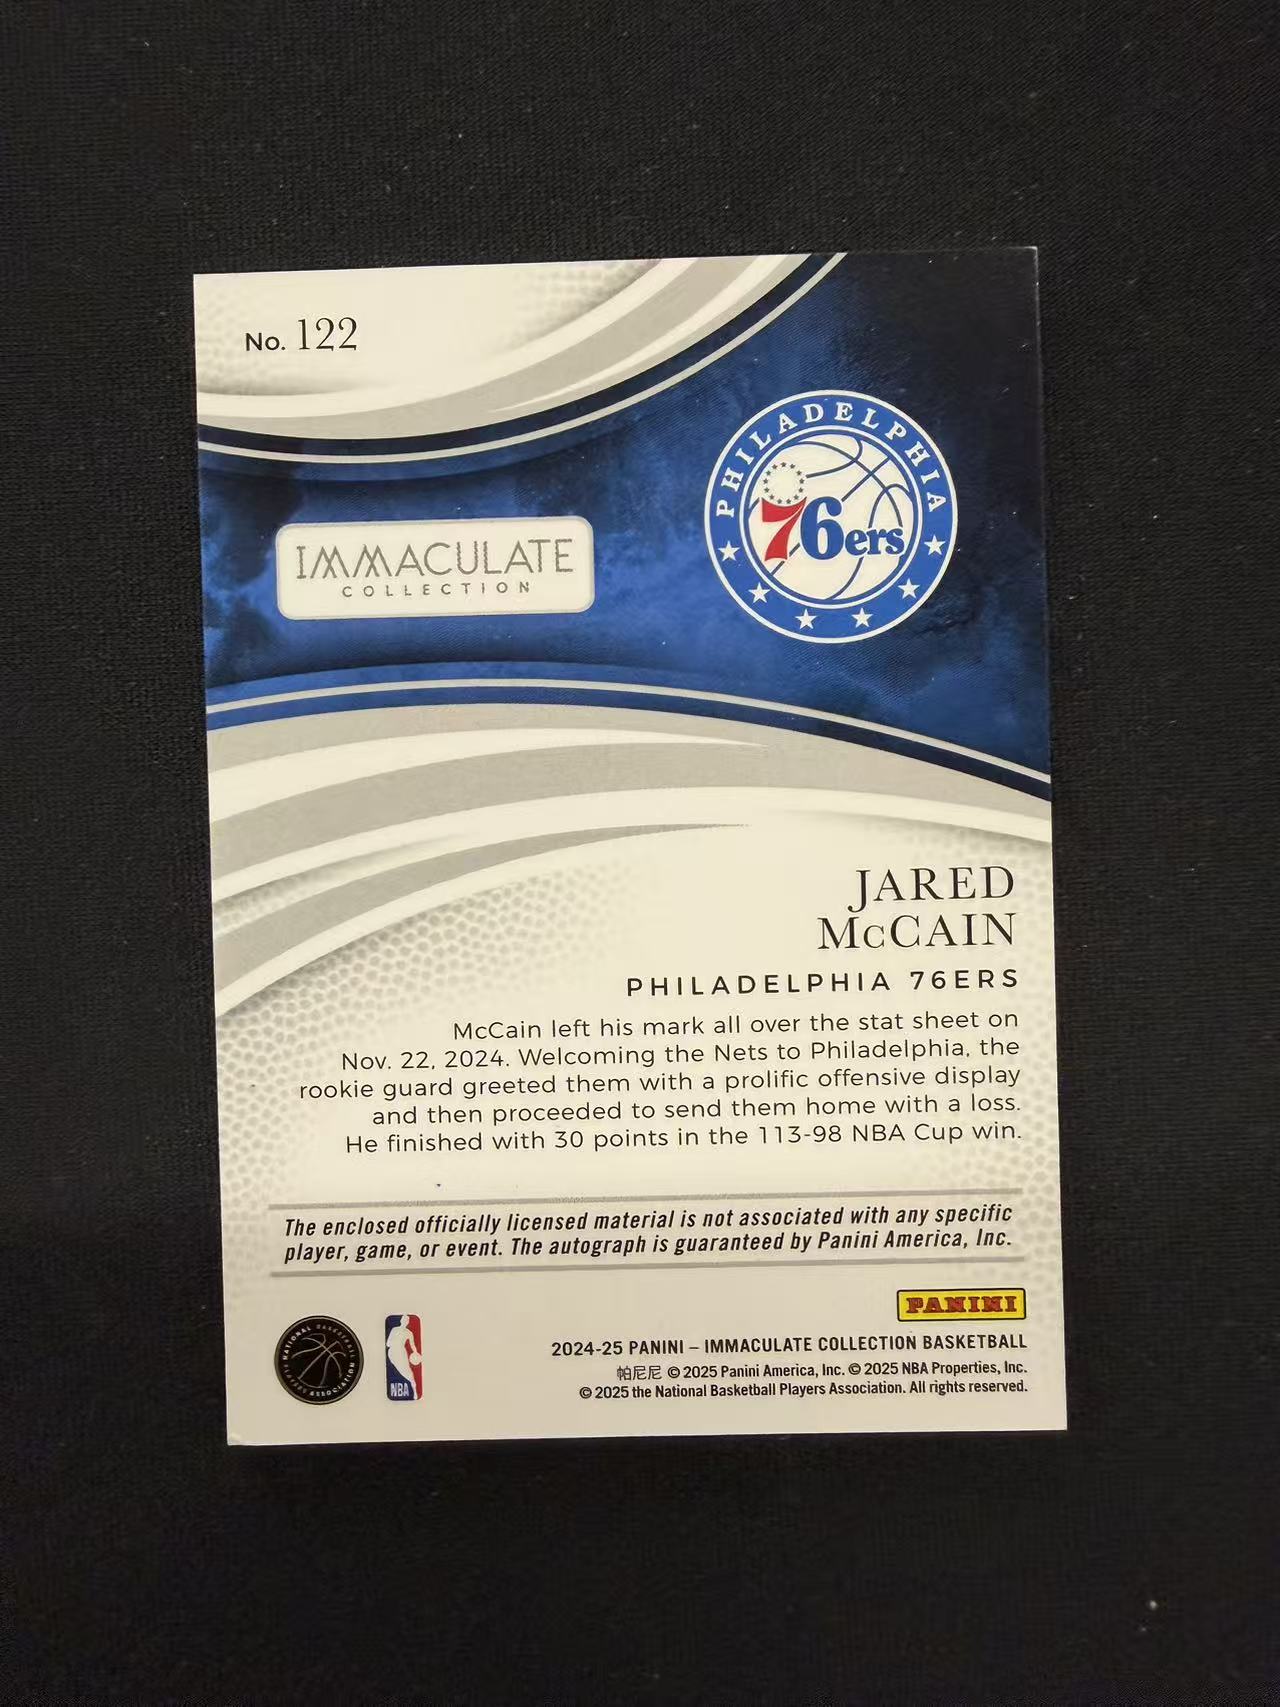 No. 122
PHILADELPHIA
76ers
IMMACULATE
COLLECTION
JARED
McCAIN
PHILADELPHIA 76ERS
McCain left his mark all over the stat sheet on
Nov. 22, 2024. Welcoming the Nets to Philadelphia, the
rookie guard greeted them with a prolific offensive display
and then proceeded to send them home with a loss.
He finished with 30 points in the 113-98 NBA Cup win.
The enclosed officially licensed material is not associated with any specific
player, game, or event. The autograph is guaranteed by Panini America, Inc.
PANINI
NATIONAL BASKETBALL
PLAYERS ASSOCIATION
NBA
2024-25 PANINI – IMMACULATE COLLECTION BASKETBALL
帕尼尼 © 2025 Panini America, Inc. © 2025 NBA Properties, Inc.
© 2025 the National Basketball Players Association. All rights reserved.